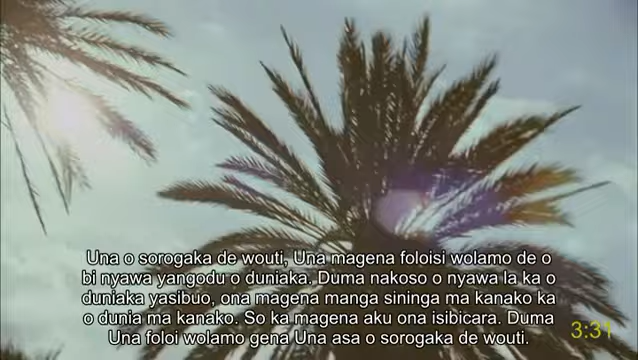 Una o sorogaka de wouti, Una magena foloisi wolamo de o
bi nyawa yangodu o duniaka. Duma nakoso o nyawa la ka o
duniaka yasibuo, ona magena manga sininga ma kanako ka
o dunia ma kanako. So ka magena aku ona isibicara. Duma
Una foloi wolamo gena Una asa o sorogaka de wouti.
3:31